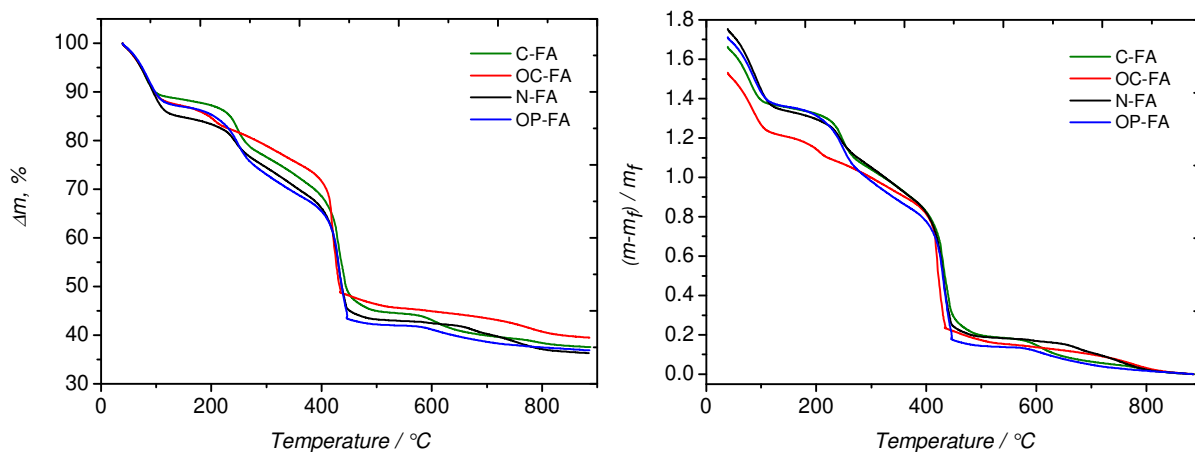 100
90
80
70
60
50
40
30
Δm, %
0
200
400
600
800
Temperature / °C
C-FA
OC-FA
N-FA
OP-FA
1.8
1.6
1.4
1.2
1.0
0.8
0.6
0.4
0.2
0.0
(m-mf) / mf
0
200
400
600
800
Temperature / °C
C-FA
OC-FA
N-FA
OP-FA